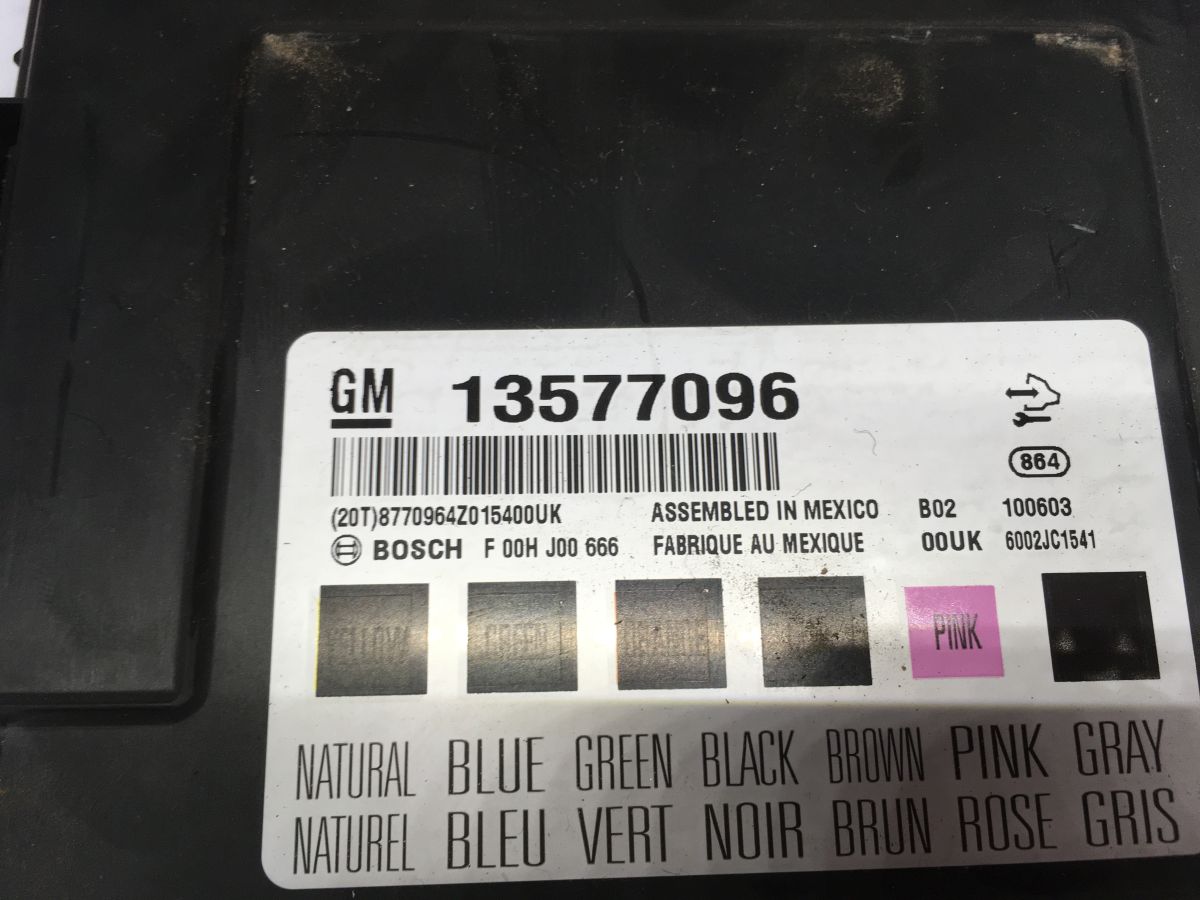 GM 13577096
864
(20T)8770964Z015400UK ASSEMBLED IN MEXICO B02 100603
BOSCH F 00H J00 666 FABRIQUE AU MEXIQUE 00UK 6002JC1541
PINK
NATURAL BLUE GREEN BLACK BROWN PINK GRAY
NATUREL BLEU VERT NOIR BRUN ROSE GRIS